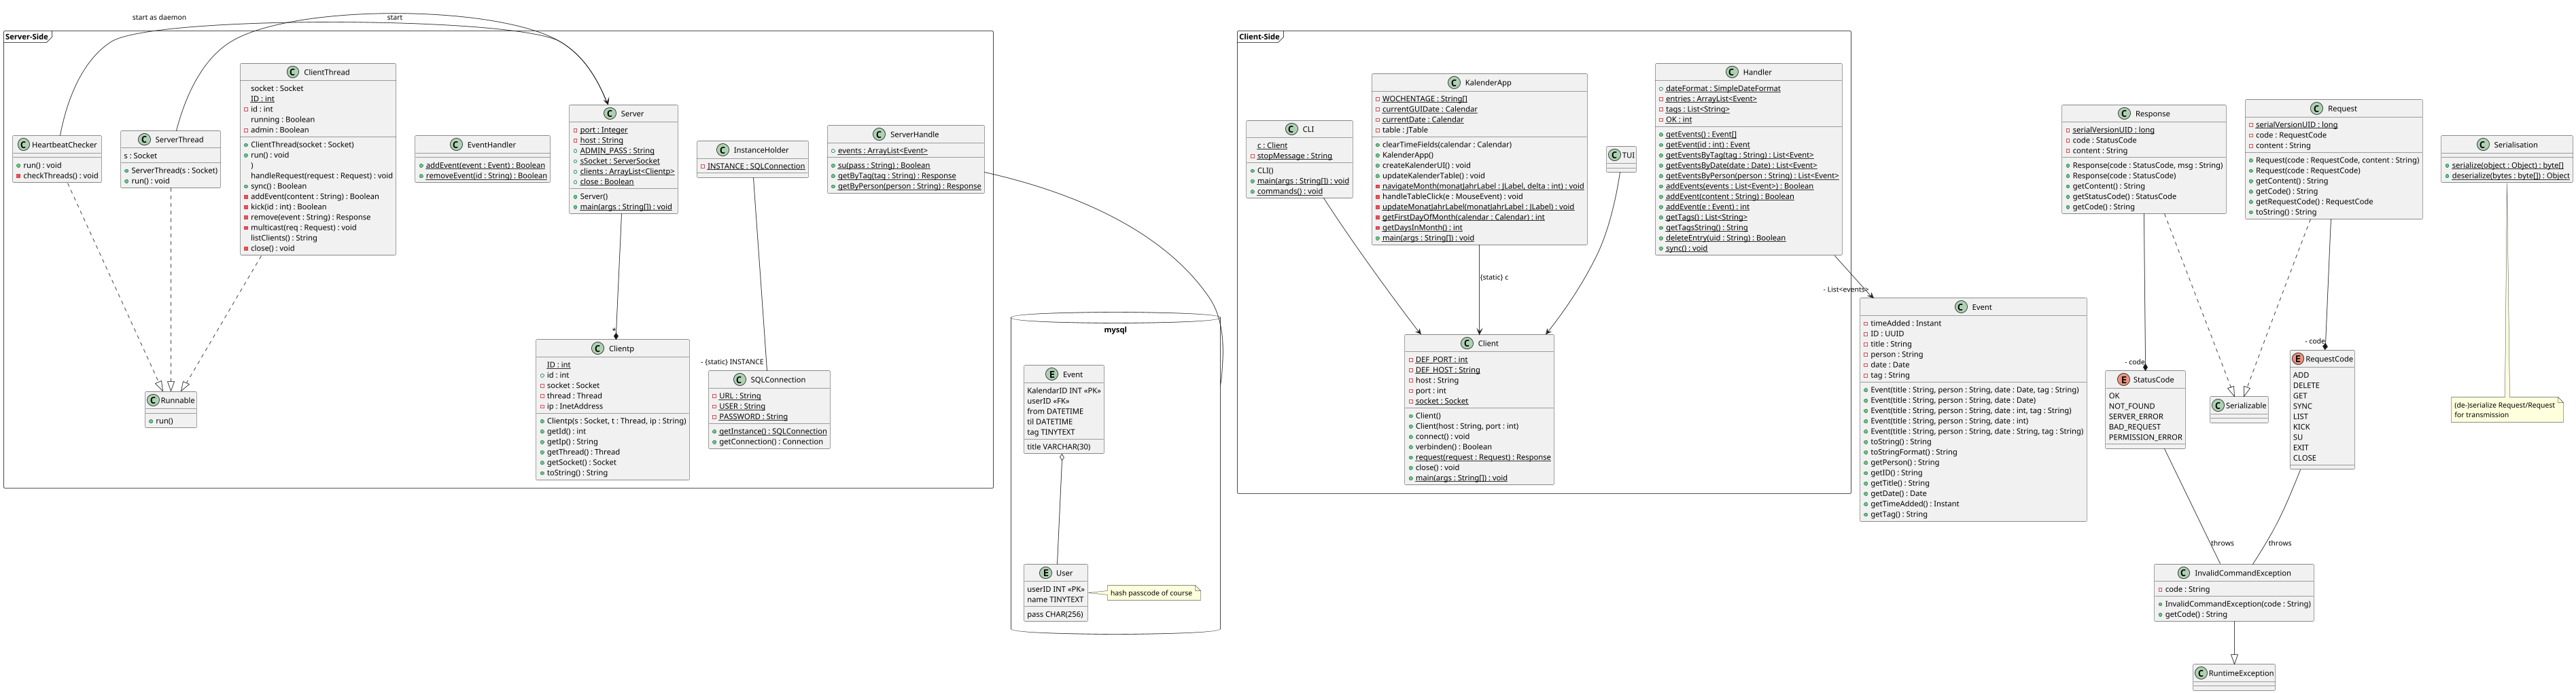 start as daemon
start
Server-Side
HeartbeatChecker
run() : void
checkThreads() : void
ServerThread
s : Socket
ServerThread(s : Socket)
run() : void
ClientThread
socket : Socket
ID : int
id : int
running : Boolean
admin : Boolean
ClientThread(socket : Socket)
run() : void
)
handleRequest(request : Request) : void
sync() : Boolean
addEvent(content : String) : Boolean
kick(id : int) : Boolean
remove(event : String) : Response
multicast(req : Request) : void
listClients() : String
close() : void
EventHandler
addEvent(event : Event) : Boolean
removeEvent(id : String) : Boolean
Server
port : Integer
host : String
ADMIN_PASS : String
sSocket : ServerSocket
clients : ArrayList<Clientp>
close : Boolean
Server()
main(args : String[]) : void
InstanceHolder
INSTANCE : SQLConnection
ServerHandle
events : ArrayList<Event>
su(pass : String) : Boolean
getByTag(tag : String) : Response
getByPerson(person : String) : Response
Runnable
run()
*
Clientp
ID : int
id : int
socket : Socket
thread : Thread
ip : InetAddress
Clientp(s : Socket, t : Thread, ip : String)
getId() : int
getIp() : String
getThread() : Thread
getSocket() : Socket
toString() : String
- {static} INSTANCE
SQLConnection
URL : String
USER : String
PASSWORD : String
getInstance() : SQLConnection
getConnection() : Connection
mysql
Event
KalendarID INT «PK»
userID «FK»
from DATETIME
til DATETIME
tag TINYTEXT
title VARCHAR(30)
User
userID INT «PK»
name TINYTEXT
pass CHAR(256)
hash passcode of course
Client-Side
CLI
c : Client
stopMessage : String
CLI()
main(args : String[]) : void
commands() : void
KalenderApp
WOCHENTAGE : String[]
currentGUIDate : Calendar
currentDate : Calendar
table : JTable
clearTimeFields(calendar : Calendar)
KalenderApp()
createKalenderUI() : void
updateKalenderTable() : void
navigateMonth(monatJahrLabel : JLabel, delta : int) : void
handleTableClick(e : MouseEvent) : void
updateMonatJahrLabel(monatJahrLabel : JLabel) : void
getFirstDayOfMonth(calendar : Calendar) : int
getDaysInMonth() : int
main(args : String[]) : void
TUI
Handler
dateFormat : SimpleDateFormat
entries : ArrayList<Event>
tags : List<String>
OK : int
getEvents() : Event[]
getEvent(id : int) : Event
getEventsByTag(tag : String) : List<Event>
getEventsByDate(date : Date) : List<Event>
getEventsByPerson(person : String) : List<Event>
addEvents(events : List<Event>) : Boolean
addEvent(content : String) : Boolean
addEvent(e : Event) : int
getTags() : List<String>
getTagsString() : String
deleteEntry(uid : String) : Boolean
sync() : void
{static} c
- List<events>
Client
DEF_PORT : int
DEF_HOST : String
host : String
port : int
socket : Socket
Client()
Client(host : String, port : int)
connect() : void
verbinden() : Boolean
request(request : Request) : Response
close() : void
main(args : String[]) : void
Event
timeAdded : Instant
ID : UUID
title : String
person : String
date : Date
tag : String
Event(title : String, person : String, date : Date, tag : String)
Event(title : String, person : String, date : Date)
Event(title : String, person : String, date : int, tag : String)
Event(title : String, person : String, date : int)
Event(title : String, person : String, date : String, tag : String)
toString() : String
toStringFormat() : String
getPerson() : String
getID() : String
getTitle() : String
getDate() : Date
getTimeAdded() : Instant
getTag() : String
Response
serialVersionUID : long
code : StatusCode
content : String
Response(code : StatusCode, msg : String)
Response(code : StatusCode)
getContent() : String
getStatusCode() : StatusCode
getCode() : String
Request
serialVersionUID : long
code : RequestCode
content : String
Request(code : RequestCode, content : String)
Request(code : RequestCode)
getContent() : String
getCode() : String
getRequestCode() : RequestCode
toString() : String
Serialisation
serialize(object : Object) : byte[]
deserialize(bytes : byte[]) : Object
- code
StatusCode
OK
NOT_FOUND
SERVER_ERROR
BAD_REQUEST
PERMISSION_ERROR
Serializable
- code
RequestCode
ADD
DELETE
GET
SYNC
LIST
KICK
SU
EXIT
CLOSE
(de-)serialize Request/Request
for transmission
throws
throws
InvalidCommandException
code : String
InvalidCommandException(code : String)
getCode() : String
RuntimeException